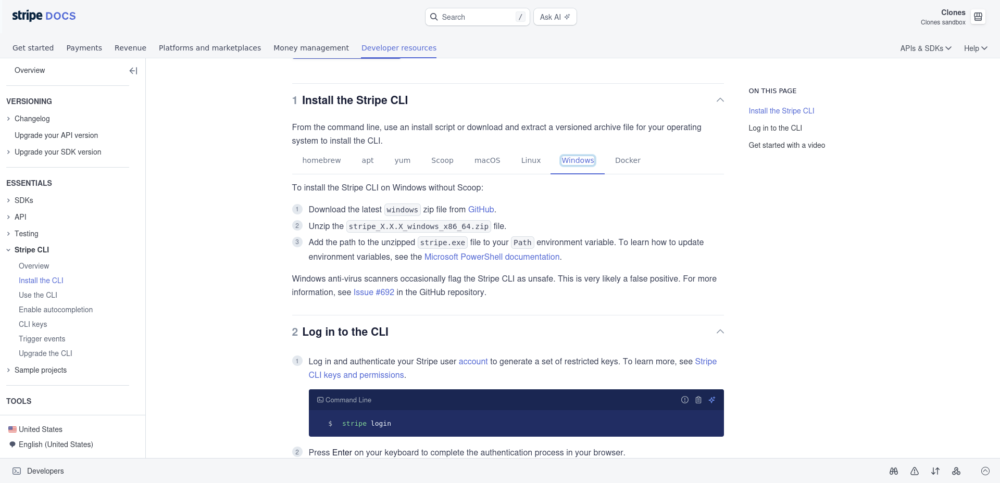 stripe DOCS
Search /
Ask AI
Clones
Clones sandbox
Get started Payments Revenue Platforms and marketplaces Money management Developer resources
APIs & SDKs Help
Overview
VERSIONING
Changelog
Upgrade your API version
Upgrade your SDK version
ESSENTIALS
SDKs
API
Testing
Stripe CLI
Overview
Install the CLI
Use the CLI
Enable autocompletion
CLI keys
Trigger events
Upgrade the CLI
Sample projects
TOOLS
United States
English (United States)
1 Install the Stripe CLI
From the command line, use an install script or download and extract a versioned archive file for your operating
system to install the CLI.
homebrew apt yum Scoop macOS Linux Windows Docker
To install the Stripe CLI on Windows without Scoop:
1 Download the latest windows zip file from GitHub.
2 Unzip the stripe_X.X.X_windows_x86_64.zip file.
3 Add the path to the unzipped stripe.exe file to your Path environment variable. To learn how to update
environment variables, see the Microsoft PowerShell documentation.
Windows anti-virus scanners occasionally flag the Stripe CLI as unsafe. This is very likely a false positive. For more
information, see Issue #692 in the GitHub repository.
2 Log in to the CLI
1 Log in and authenticate your Stripe user account to generate a set of restricted keys. To learn more, see Stripe
CLI keys and permissions.
Command Line
$ stripe login
2 Press Enter on your keyboard to complete the authentication process in your browser.
ON THIS PAGE
Install the Stripe CLI
Log in to the CLI
Get started with a video
Developers